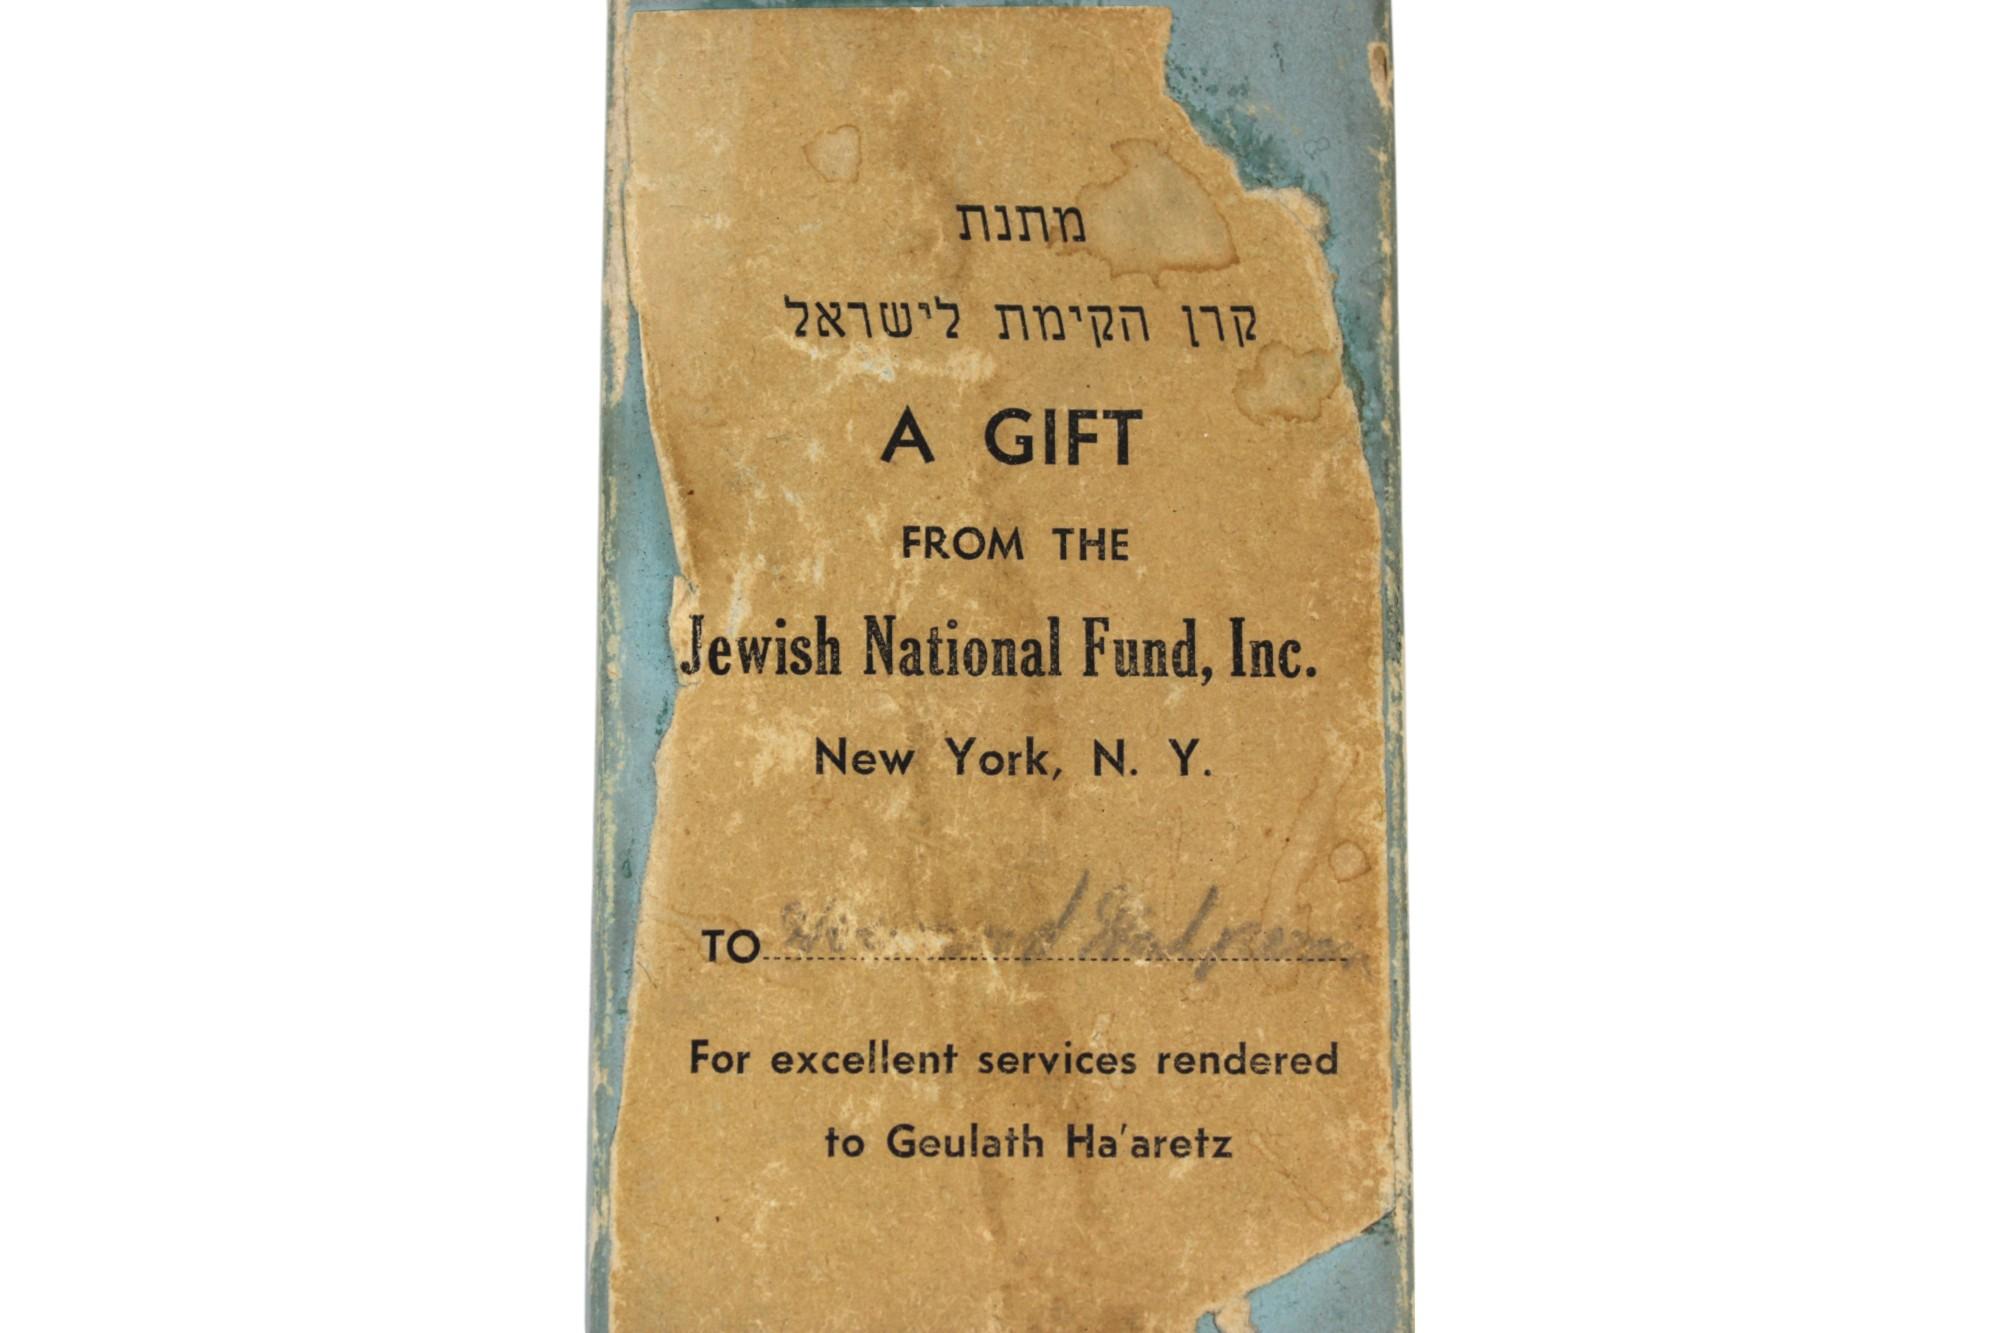 מתנת
קרן הקימת לישראל
A GIFT
FROM THE
Jewish National Fund, Inc.
New York, N. Y.
TO
For excellent services rendered
to Geulath Ha'aretz